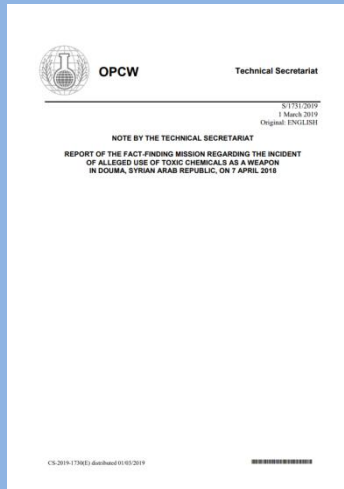 OPCW
Technical Secretariat
S/1731/2019
1 March 2019
Original: ENGLISH
NOTE BY THE TECHNICAL SECRETARIAT
REPORT OF THE FACT-FINDING MISSION REGARDING THE INCIDENT
OF ALLEGED USE OF TOXIC CHEMICALS AS A WEAPON
IN DOUMA, SYRIAN ARAB REPUBLIC, ON 7 APRIL 2018
CS-2019-1730(E) distributed 01/03/2019